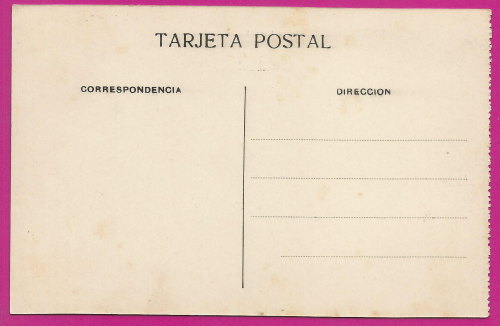 TARJETA POSTAL
CORRESPONDENCIA
DIRECCION